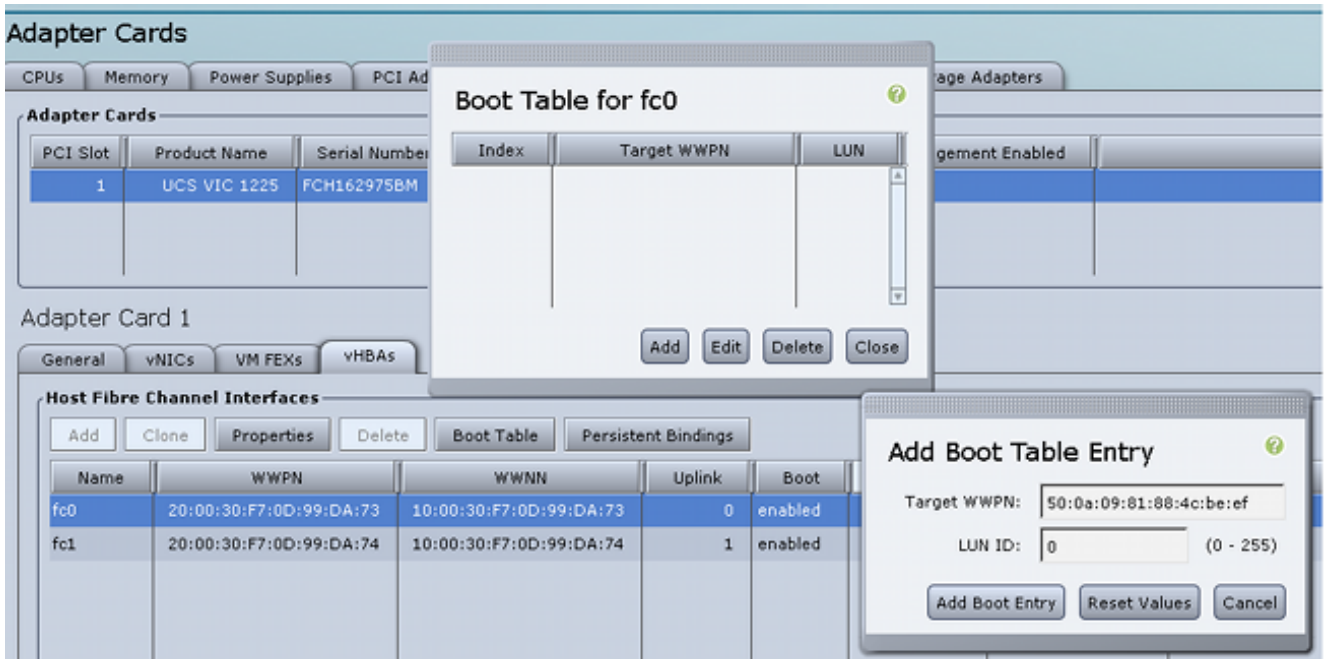 Adapter Cards
CPUs Memory Power Supplies PCI Ad age Adapters
Adapter Cards
PCI Slot Product Name Serial Number gement Enabled
1 UCS VIC 1225 FCH162975BM
Boot Table for fc0
Index Target WWPN LUN
Add Edit Delete Close
Adapter Card 1
General vNICs VM FEXs vHBAs
Host Fibre Channel Interfaces
Add Clone Properties Delete Boot Table Persistent Bindings
Name WWPN WWNN Uplink Boot
fc0 20:00:30:F7:0D:99:DA:73 10:00:30:F7:0D:99:DA:73 0 enabled
fc1 20:00:30:F7:0D:99:DA:74 10:00:30:F7:0D:99:DA:74 1 enabled
Add Boot Table Entry
Target WWPN: 50:0a:09:81:88:4c:be:ef
LUN ID: 0 (0 - 255)
Add Boot Entry Reset Values Cancel